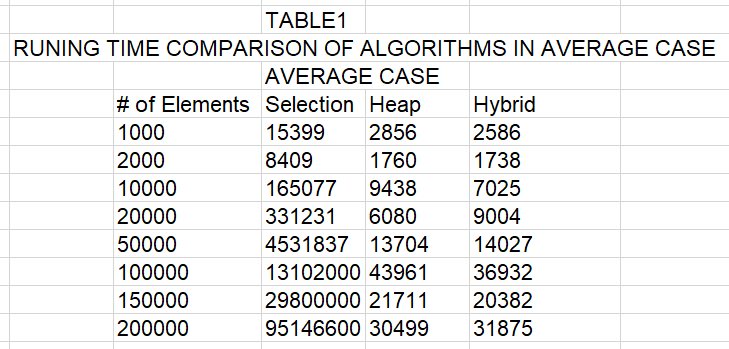 TABLE1
RUNING TIME COMPARISON OF ALGORITHMS IN AVERAGE CASE
AVERAGE CASE
# of Elements Selection Heap Hybrid
1000 15399 2856 2586
2000 8409 1760 1738
10000 165077 9438 7025
20000 331231 6080 9004
50000 4531837 13704 14027
100000 13102000 43961 36932
150000 29800000 21711 20382
200000 95146600 30499 31875